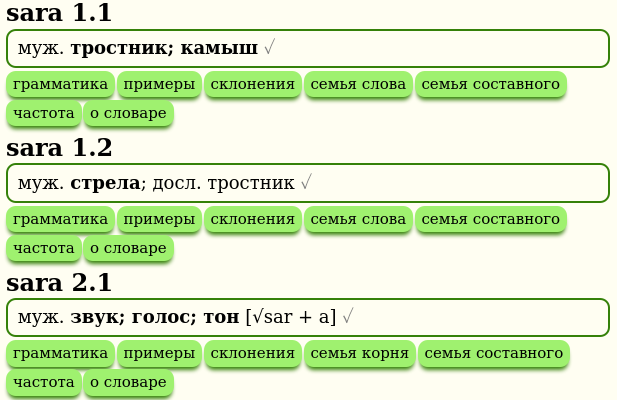 sara 1.1
муж. тростник; камыш √
грамматика примеры склонения семья слова семья составного
частота о словаре
sara 1.2
муж. стрела; досл. тростник √
грамматика примеры склонения семья слова семья составного
частота о словаре
sara 2.1
муж. звук; голос; тон [√sar + a] √
грамматика примеры склонения семья корня семья составного
частота о словаре